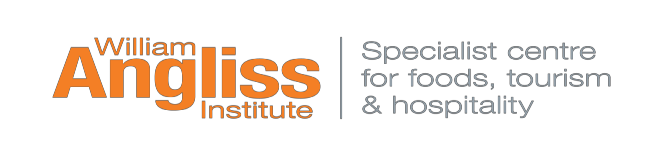 William
Angliss
Institute
Specialist centre
for foods, tourism
& hospitality